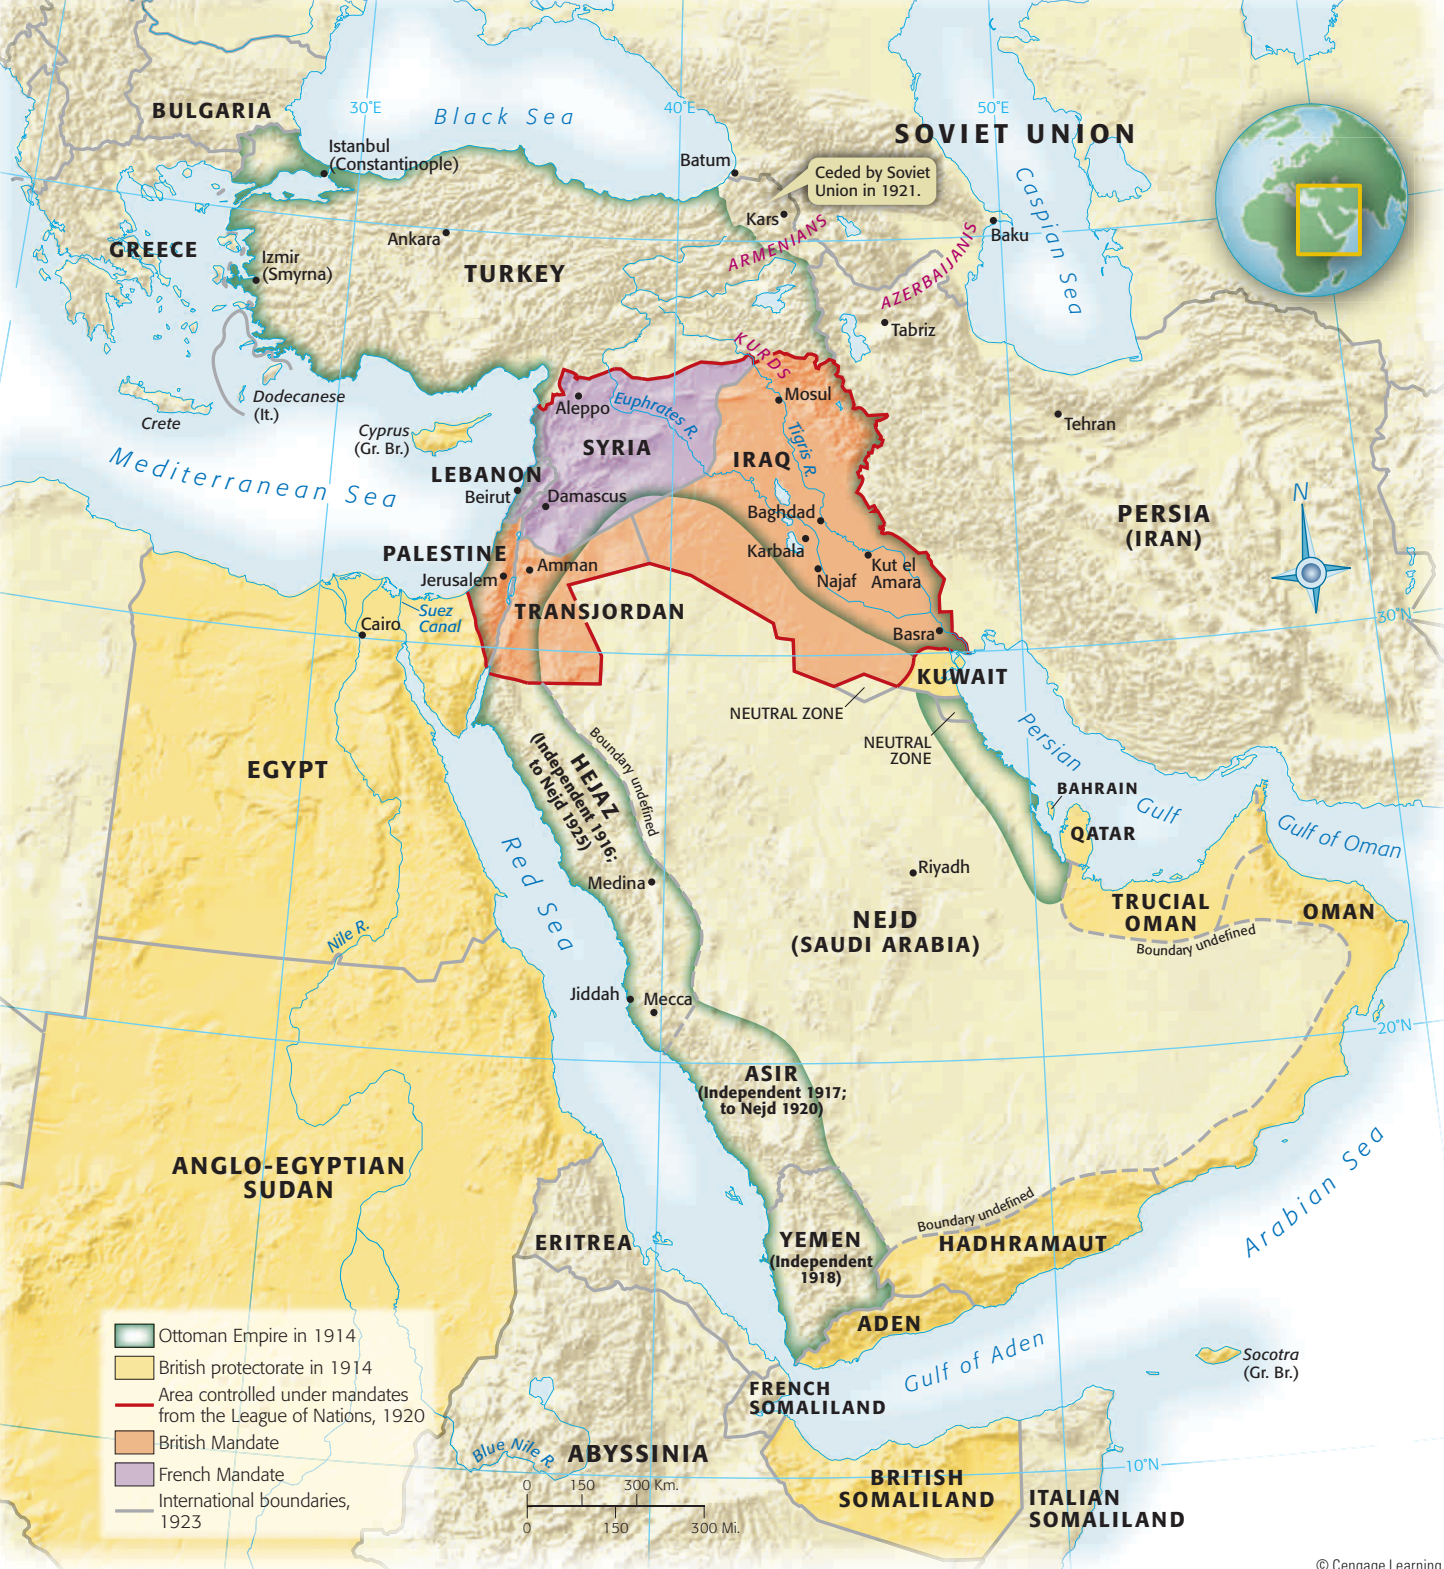 BULGARIA
30°E
Black Sea
40°E
50°E
SOVIET UNION
Istanbul
(Constantinople)
Batum
Ceded by Soviet
Union in 1921.
Caspian Sea
Kars
ARMENIANS
AZERBAIJANIS
Baku
GREECE
Ankara
Izmir
(Smyrna)
TURKEY
Tabriz
KURDS
Dodecanese
(It.)
Crete
Aleppo
Euphrates R.
Mosul
Tehran
Cyprus
(Gr. Br.)
SYRIA
Tigris R.
IRAQ
Mediterranean Sea
LEBANON
Beirut
Damascus
N
Baghdad
PERSIA
(IRAN)
PALESTINE
Karbala
Amman
Jerusalem
Kut el
Amara
Najaf
TRANSJORDAN
Suez
Canal
30°N
Cairo
Basra
KUWAIT
NEUTRAL ZONE
NEUTRAL
ZONE
Persian
Gulf
EGYPT
HEJAZ
(Independent 1916;
to Nejd 1925)
Boundary undefined
BAHRAIN
QATAR
Gulf of Oman
Red Sea
Medina
Riyadh
TRUCIAL
OMAN
OMAN
NEJD
(SAUDI ARABIA)
Boundary undefined
Nile R.
Jiddah
Mecca
20°N
ASIR
(Independent 1917;
to Nejd 1920)
ANGLO-EGYPTIAN
SUDAN
Arabian Sea
Boundary undefined
HADHRAMAUT
ERITREA
YEMEN
(Independent
1918)
ADEN
Gulf of Aden
Socotra
(Gr. Br.)
FRENCH
SOMALILAND
Blue Nile R.
ABYSSINIA
10°N
BRITISH
SOMALILAND
ITALIAN
SOMALILAND
Ottoman Empire in 1914
British protectorate in 1914
Area controlled under mandates
from the League of Nations, 1920
British Mandate
French Mandate
International boundaries,
1923
0 150 300 Km.
0 150 300 Mi.
© Cengage Learning